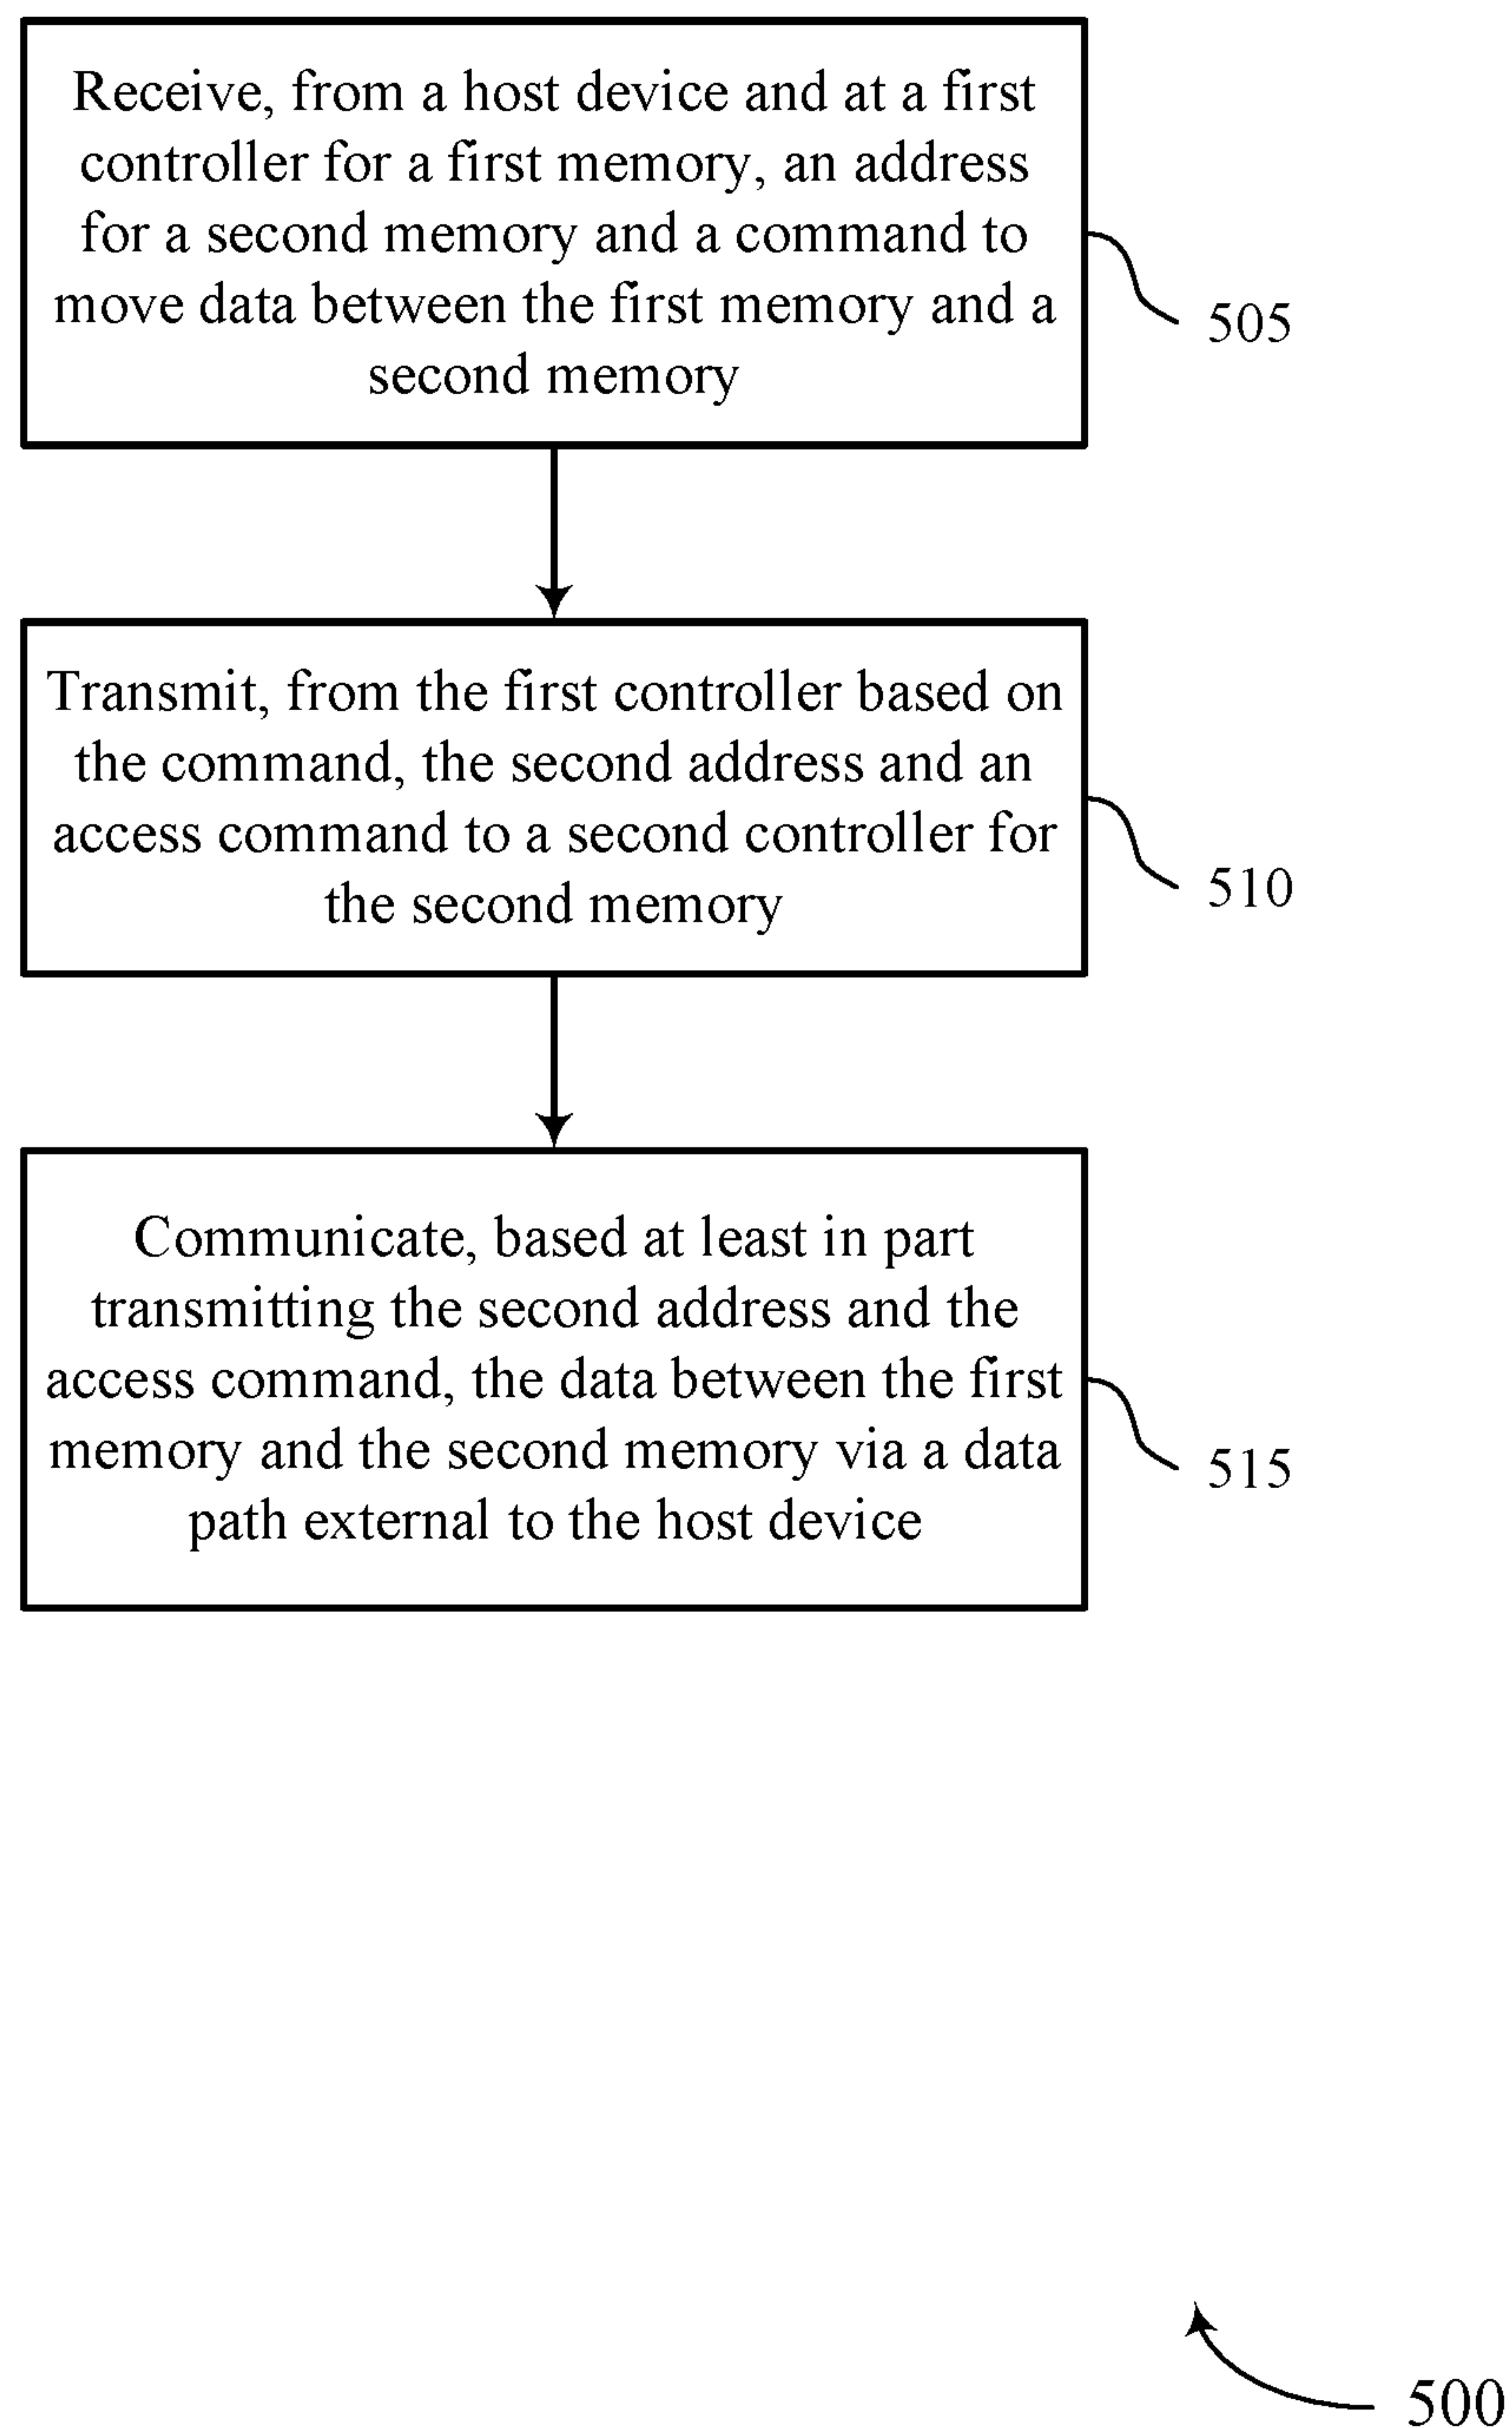 Receive, from a host device and at a first
controller for a first memory, an address
for a second memory and a command to
move data between the first memory and a
second memory
505
Transmit, from the first controller based on
the command, the second address and an
access command to a second controller for
the second memory
510
Communicate, based at least in part
transmitting the second address and the
access command, the data between the first
memory and the second memory via a data
path external to the host device
515
500